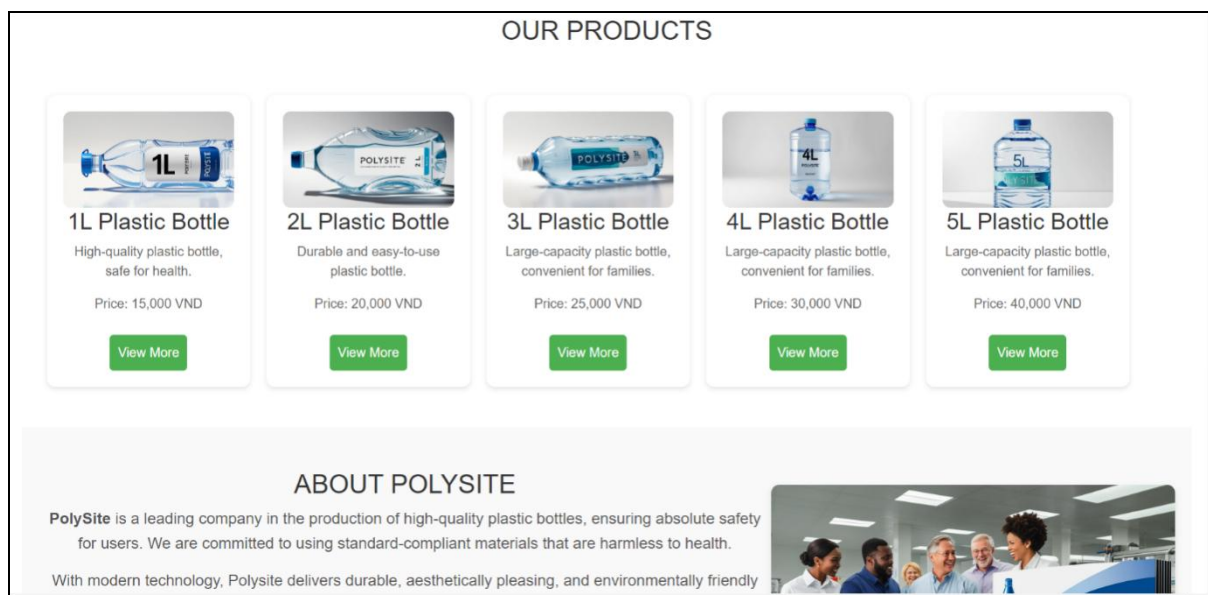 OUR PRODUCTS
1L
POLYSITE
POLYSITE
2 L
POLYSITE
4L
5L
1L Plastic Bottle
High-quality plastic bottle,
safe for health.
Price: 15,000 VND
View More
2L Plastic Bottle
Durable and easy-to-use
plastic bottle.
Price: 20,000 VND
View More
3L Plastic Bottle
Large-capacity plastic bottle,
convenient for families.
Price: 25,000 VND
View More
4L Plastic Bottle
Large-capacity plastic bottle,
convenient for families.
Price: 30,000 VND
View More
5L Plastic Bottle
Large-capacity plastic bottle,
convenient for families.
Price: 40,000 VND
View More
ABOUT POLYSITE
PolySite is a leading company in the production of high-quality plastic bottles, ensuring absolute safety
for users. We are committed to using standard-compliant materials that are harmless to health.
With modern technology, Polysite delivers durable, aesthetically pleasing, and environmentally friendly